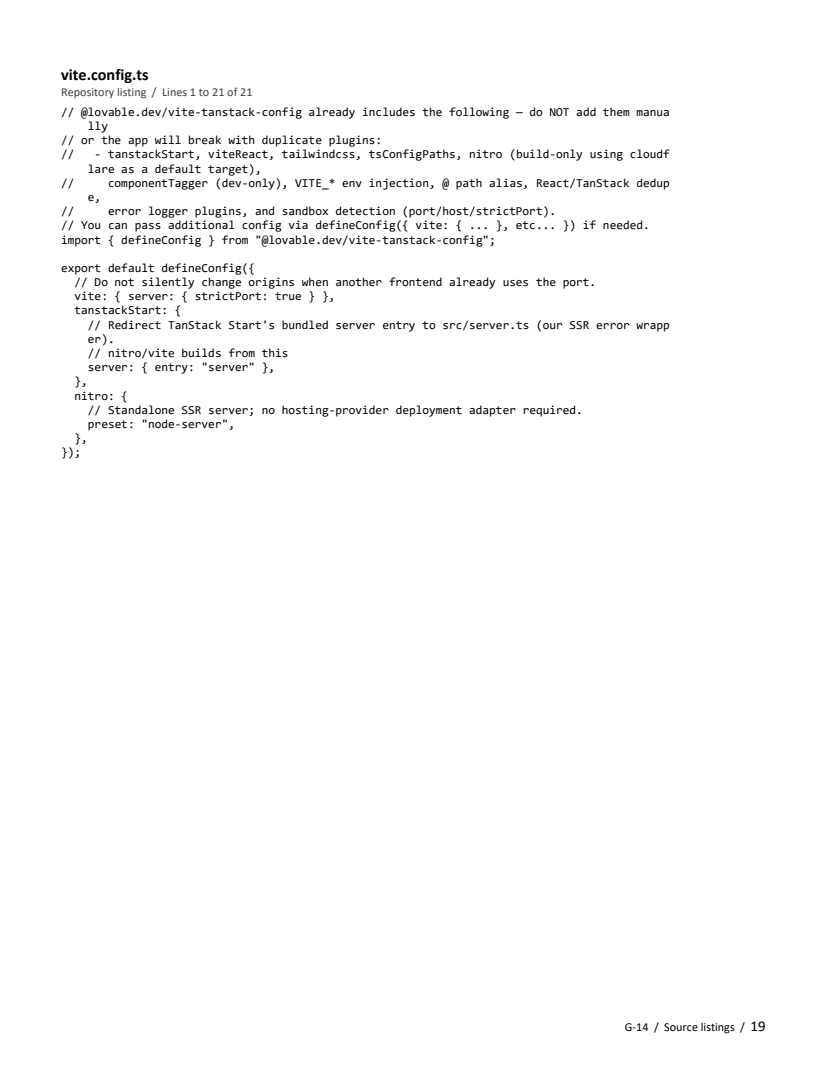 vite.config.ts
Repository listing / Lines 1 to 21 of 21
// @lovable.dev/vite-tanstack-config already includes the following — do NOT add them manua
    lly
// or the app will break with duplicate plugins:
//   - tanstackStart, viteReact, tailwindcss, tsConfigPaths, nitro (build-only using cloudf
    lare as a default target),
//     componentTagger (dev-only), VITE_* env injection, @ path alias, React/TanStack dedup
    e,
//     error logger plugins, and sandbox detection (port/host/strictPort).
// You can pass additional config via defineConfig({ vite: { ... }, etc... }) if needed.
import { defineConfig } from "@lovable.dev/vite-tanstack-config";

export default defineConfig({
  // Do not silently change origins when another frontend already uses the port.
  vite: { server: { strictPort: true } },
  tanstackStart: {
    // Redirect TanStack Start's bundled server entry to src/server.ts (our SSR error wrapp
    er).
    // nitro/vite builds from this
    server: { entry: "server" },
  },
  nitro: {
    // Standalone SSR server; no hosting-provider deployment adapter required.
    preset: "node-server",
  },
});
G-14 / Source listings / 19